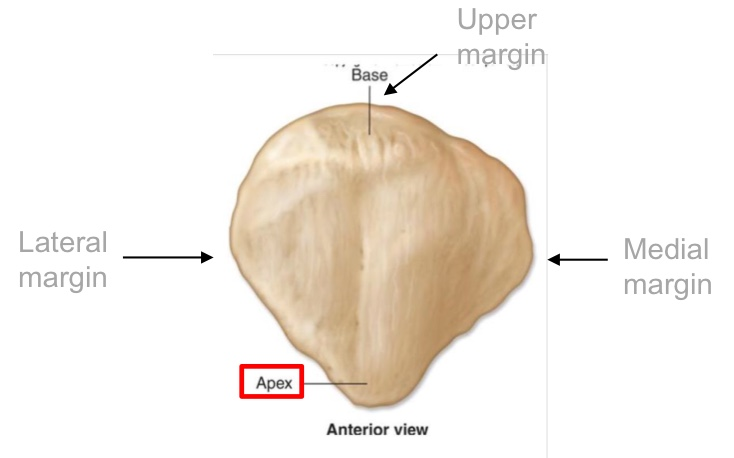 Upper
margin
Base
Lateral
margin
Medial
margin
Apex
Anterior view